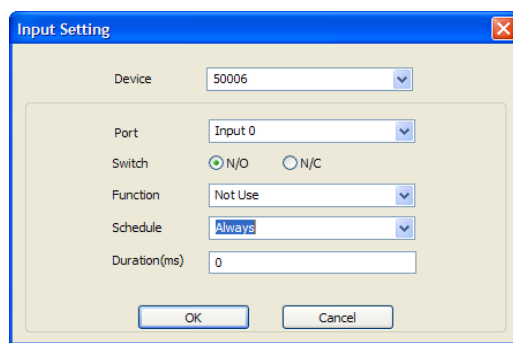 Input Setting
Device 50006
Port Input 0
Switch N/O N/C
Function Not Use
Schedule Always
Duration(ms) 0
OK Cancel